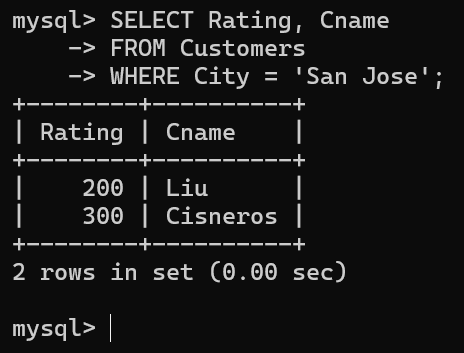 mysql> SELECT Rating, Cname
    -> FROM Customers
    -> WHERE City = 'San Jose';
+--------+----------+
| Rating | Cname    |
+--------+----------+
|    200 | Liu      |
|    300 | Cisneros |
+--------+----------+
2 rows in set (0.00 sec)

mysql>